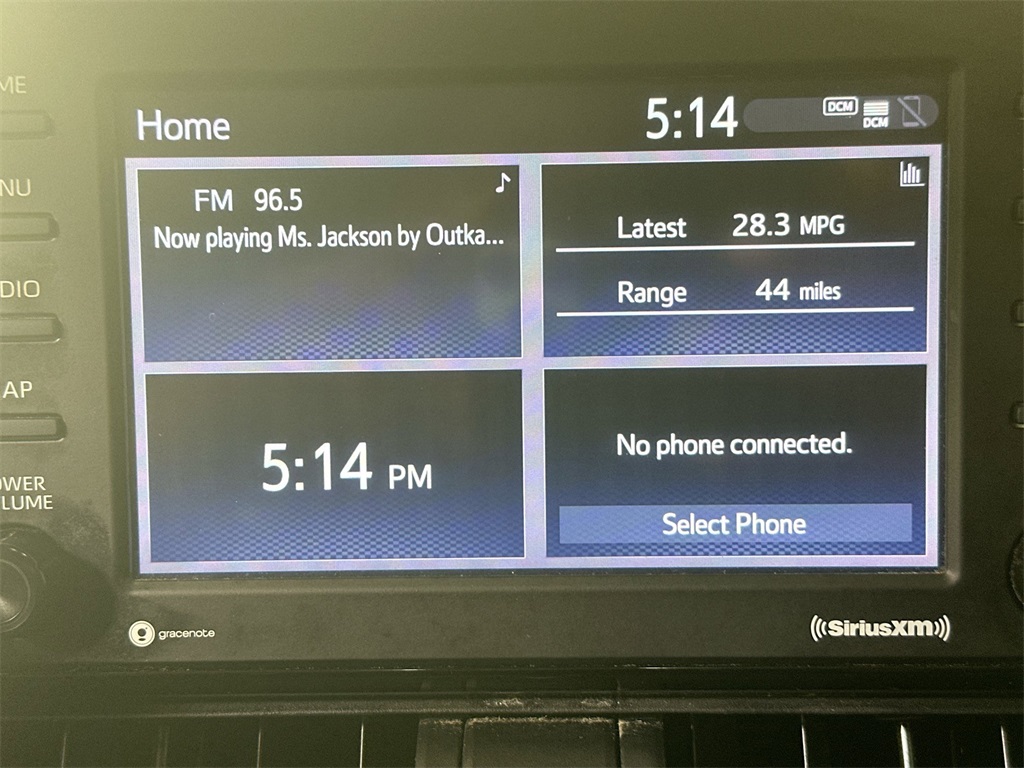 Home
5:14
DCM
DCM
FM 96.5
Now playing Ms. Jackson by Outka...
Latest 28.3 MPG
Range 44 miles
5:14 PM
No phone connected.
Select Phone
ME
NU
DIO
AP
OWER
LUME
gracenote
SiriusXM